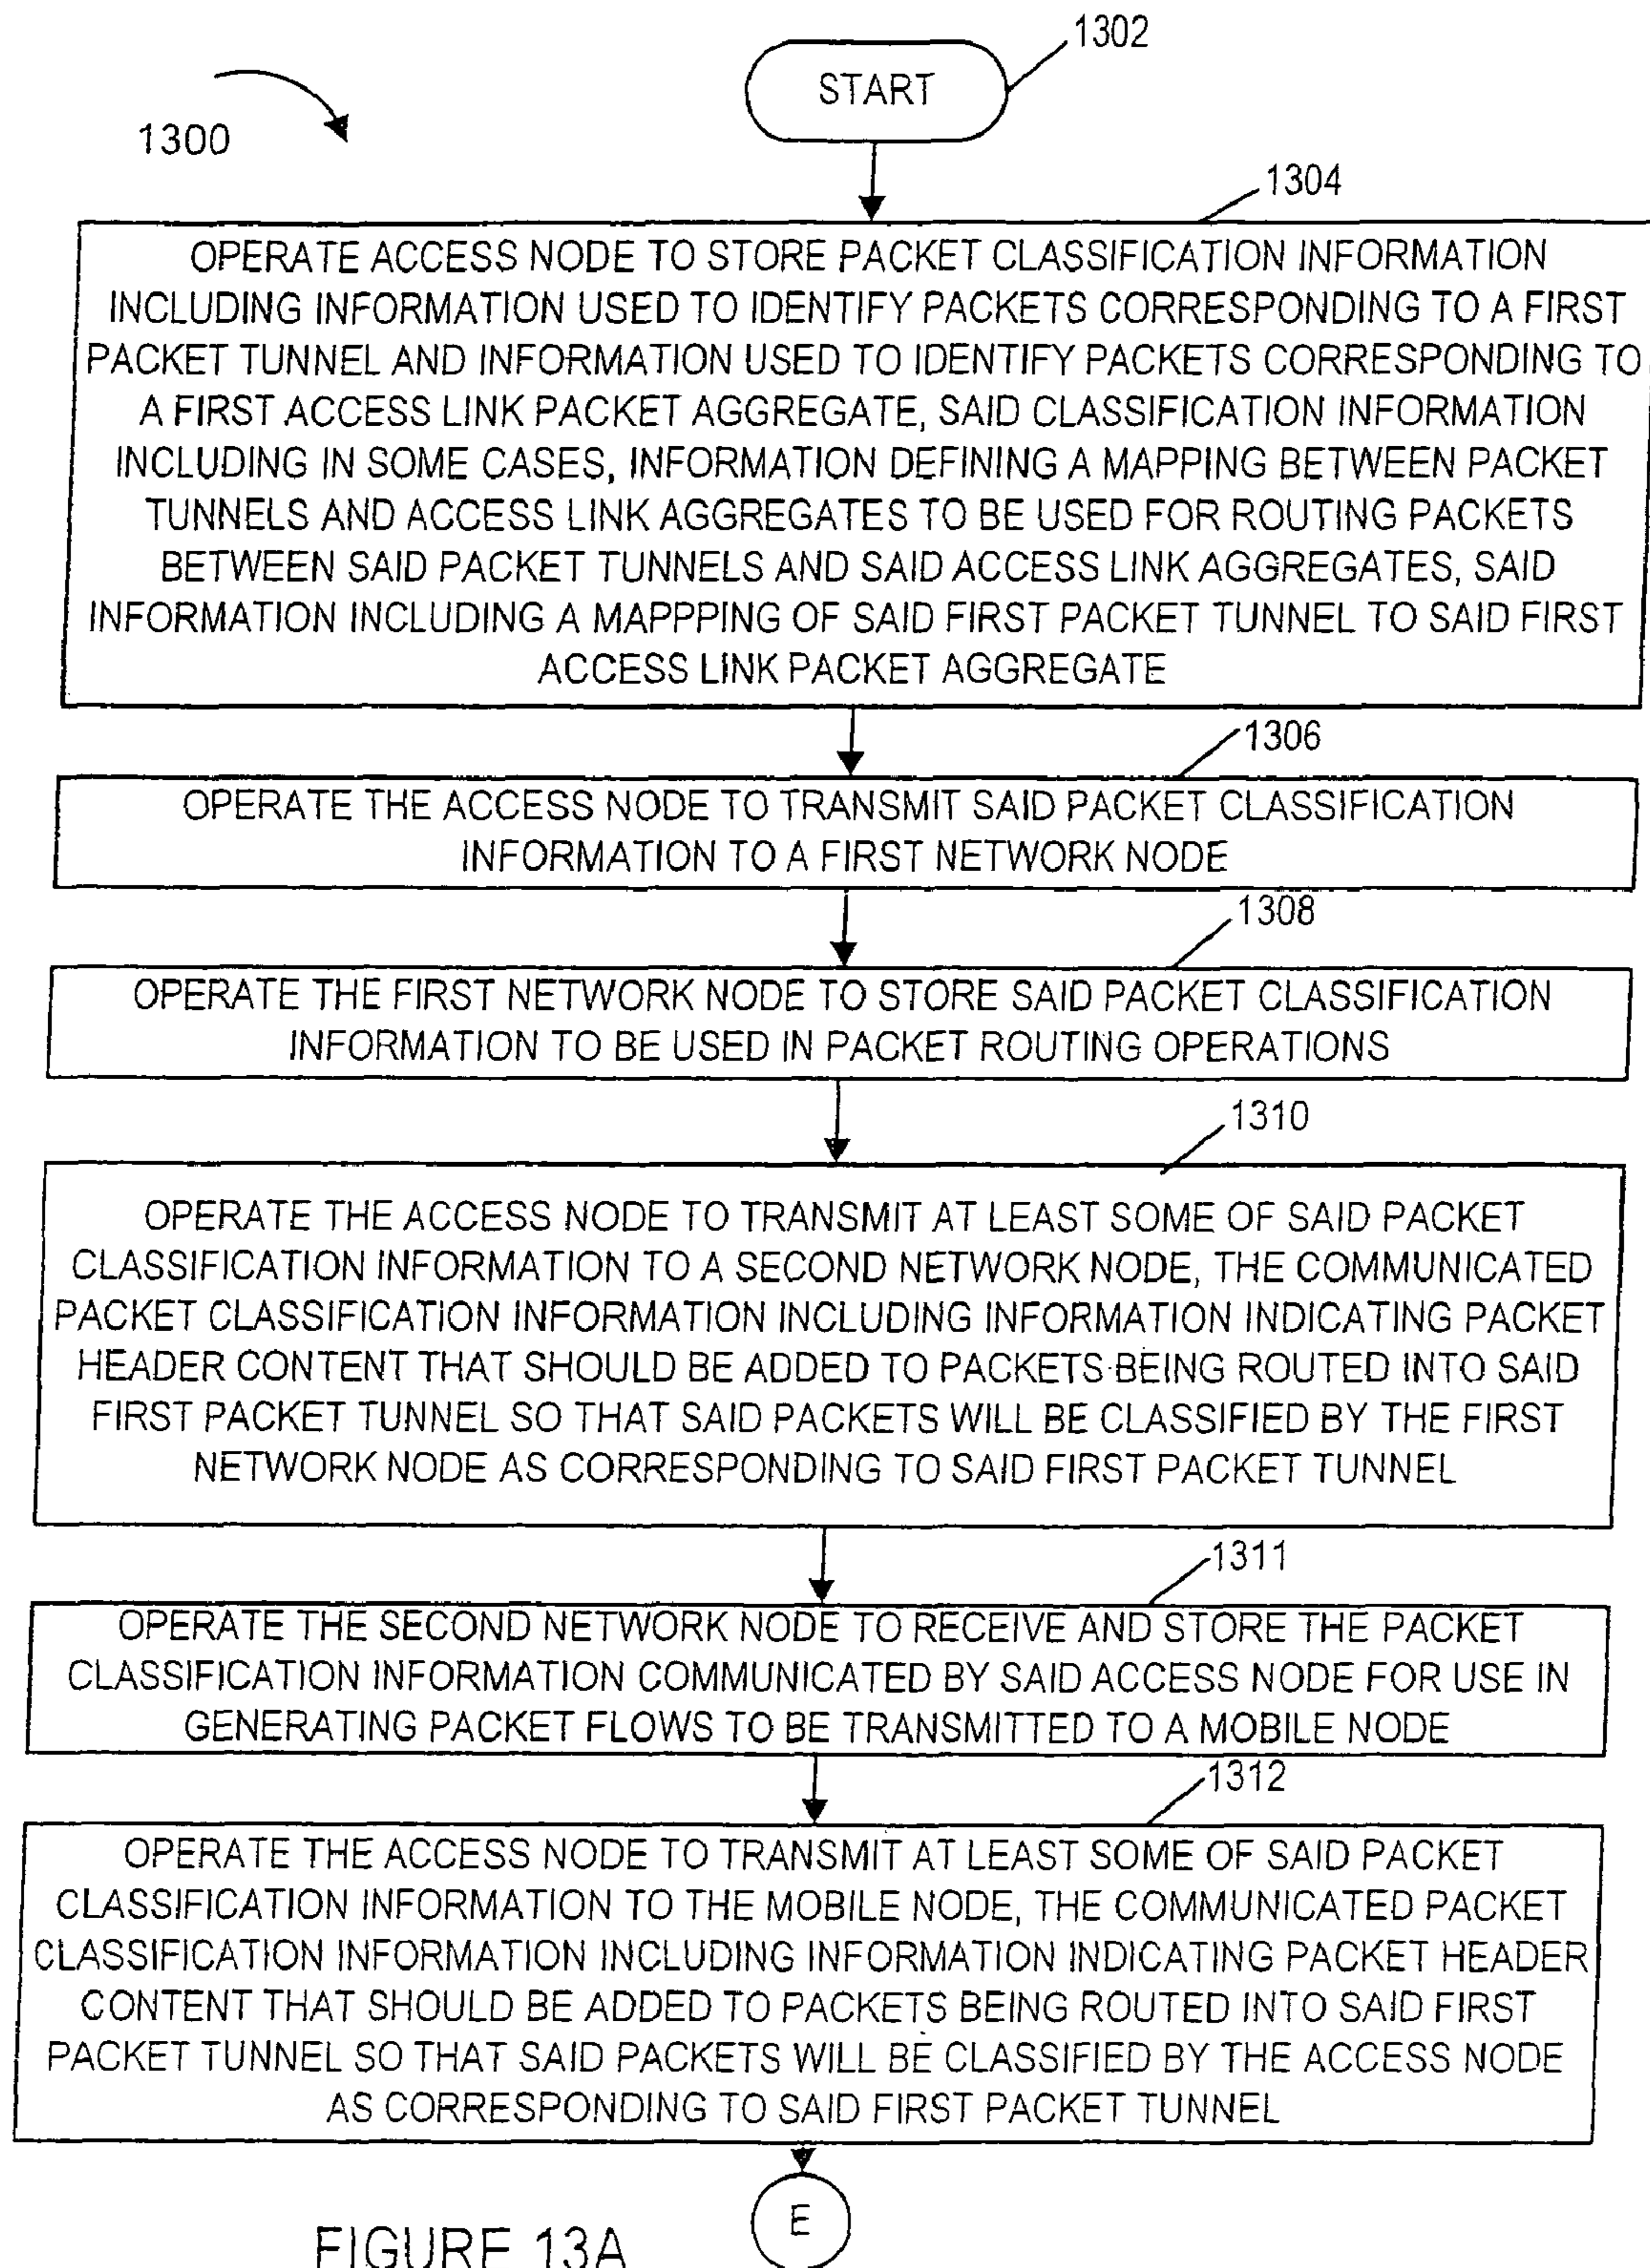 1302
START
1300
1304
OPERATE ACCESS NODE TO STORE PACKET CLASSIFICATION INFORMATION
INCLUDING INFORMATION USED TO IDENTIFY PACKETS CORRESPONDING TO A FIRST
PACKET TUNNEL AND INFORMATION USED TO IDENTIFY PACKETS CORRESPONDING TO
A FIRST ACCESS LINK PACKET AGGREGATE, SAID CLASSIFICATION INFORMATION
INCLUDING IN SOME CASES, INFORMATION DEFINING A MAPPING BETWEEN PACKET
TUNNELS AND ACCESS LINK AGGREGATES TO BE USED FOR ROUTING PACKETS
BETWEEN SAID PACKET TUNNELS AND SAID ACCESS LINK AGGREGATES, SAID
INFORMATION INCLUDING A MAPPPING OF SAID FIRST PACKET TUNNEL TO SAID FIRST
ACCESS LINK PACKET AGGREGATE
1306
OPERATE THE ACCESS NODE TO TRANSMIT SAID PACKET CLASSIFICATION
INFORMATION TO A FIRST NETWORK NODE
1308
OPERATE THE FIRST NETWORK NODE TO STORE SAID PACKET CLASSIFICATION
INFORMATION TO BE USED IN PACKET ROUTING OPERATIONS
1310
OPERATE THE ACCESS NODE TO TRANSMIT AT LEAST SOME OF SAID PACKET
CLASSIFICATION INFORMATION TO A SECOND NETWORK NODE, THE COMMUNICATED
PACKET CLASSIFICATION INFORMATION INCLUDING INFORMATION INDICATING PACKET
HEADER CONTENT THAT SHOULD BE ADDED TO PACKETS BEING ROUTED INTO SAID
FIRST PACKET TUNNEL SO THAT SAID PACKETS WILL BE CLASSIFIED BY THE FIRST
NETWORK NODE AS CORRESPONDING TO SAID FIRST PACKET TUNNEL
1311
OPERATE THE SECOND NETWORK NODE TO RECEIVE AND STORE THE PACKET
CLASSIFICATION INFORMATION COMMUNICATED BY SAID ACCESS NODE FOR USE IN
GENERATING PACKET FLOWS TO BE TRANSMITTED TO A MOBILE NODE
1312
OPERATE THE ACCESS NODE TO TRANSMIT AT LEAST SOME OF SAID PACKET
CLASSIFICATION INFORMATION TO THE MOBILE NODE, THE COMMUNICATED PACKET
CLASSIFICATION INFORMATION INCLUDING INFORMATION INDICATING PACKET HEADER
CONTENT THAT SHOULD BE ADDED TO PACKETS BEING ROUTED INTO SAID FIRST
PACKET TUNNEL SO THAT SAID PACKETS WILL BE CLASSIFIED BY THE ACCESS NODE
AS CORRESPONDING TO SAID FIRST PACKET TUNNEL
E
FIGURE 13A